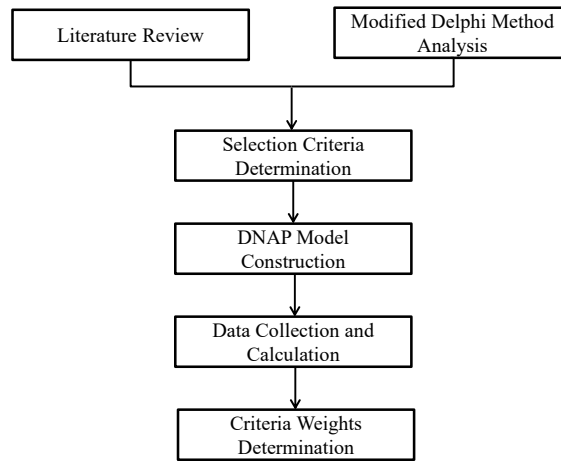 Literature Review
Modified Delphi Method
Analysis
Selection Criteria
Determination
DNAP Model
Construction
Data Collection and
Calculation
Criteria Weights
Determination